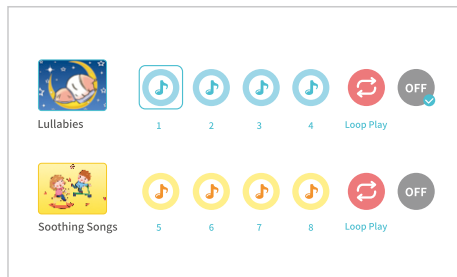 OFF
Lullabies
1 2 3 4 Loop Play
OFF
Soothing Songs
5 6 7 8 Loop Play